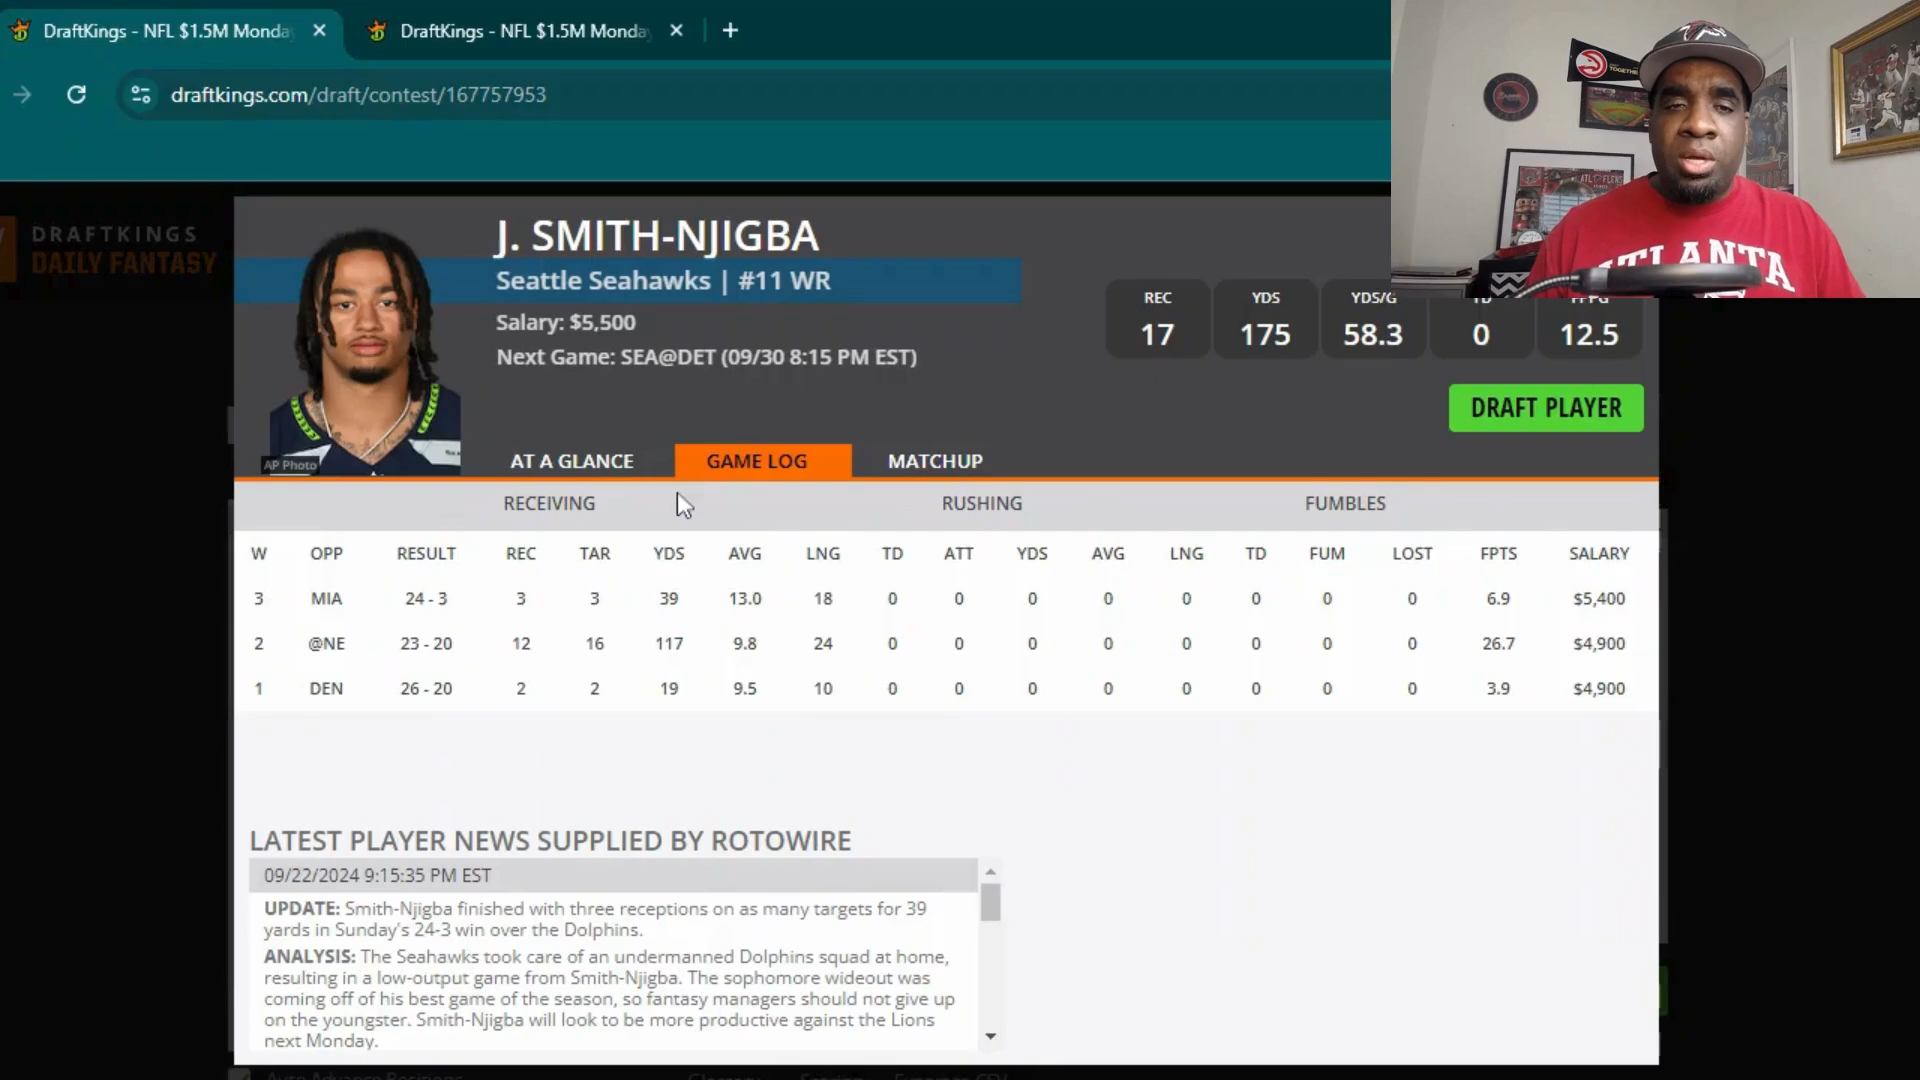 DraftKings - NFL $1.5M Monda
DraftKings - NFL $1.5M Monda
draftkings.com/draft/contest/167757953
DRAFTKINGS
DAILY FANTASY
J. SMITH-NJIGBA
Seattle Seahawks | #11 WR
Salary: $5,500
Next Game: SEA@DET (09/30 8:15 PM EST)
REC YDS YDS/G
17 175 58.3 0 12.5
DRAFT PLAYER
AP Photo
AT A GLANCE GAME LOG MATCHUP
RECEIVING RUSHING FUMBLES
W OPP RESULT REC TAR YDS AVG LNG TD ATT YDS AVG LNG TD FUM LOST FPTS SALARY
3 MIA 24 - 3 3 3 39 13.0 18 0 0 0 0 0 0 0 0 6.9 $5,400
2 @NE 23 - 20 12 16 117 9.8 24 0 0 0 0 0 0 0 0 26.7 $4,900
1 DEN 26 - 20 2 2 19 9.5 10 0 0 0 0 0 0 0 0 3.9 $4,900
LATEST PLAYER NEWS SUPPLIED BY ROTOWIRE
09/22/2024 9:15:35 PM EST
UPDATE: Smith-Njigba finished with three receptions on as many targets for 39
yards in Sunday's 24-3 win over the Dolphins.
ANALYSIS: The Seahawks took care of an undermanned Dolphins squad at home,
resulting in a low-output game from Smith-Njigba. The sophomore wideout was
coming off of his best game of the season, so fantasy managers should not give up
on the youngster. Smith-Njigba will look to be more productive against the Lions
next Monday.
ATLANTA